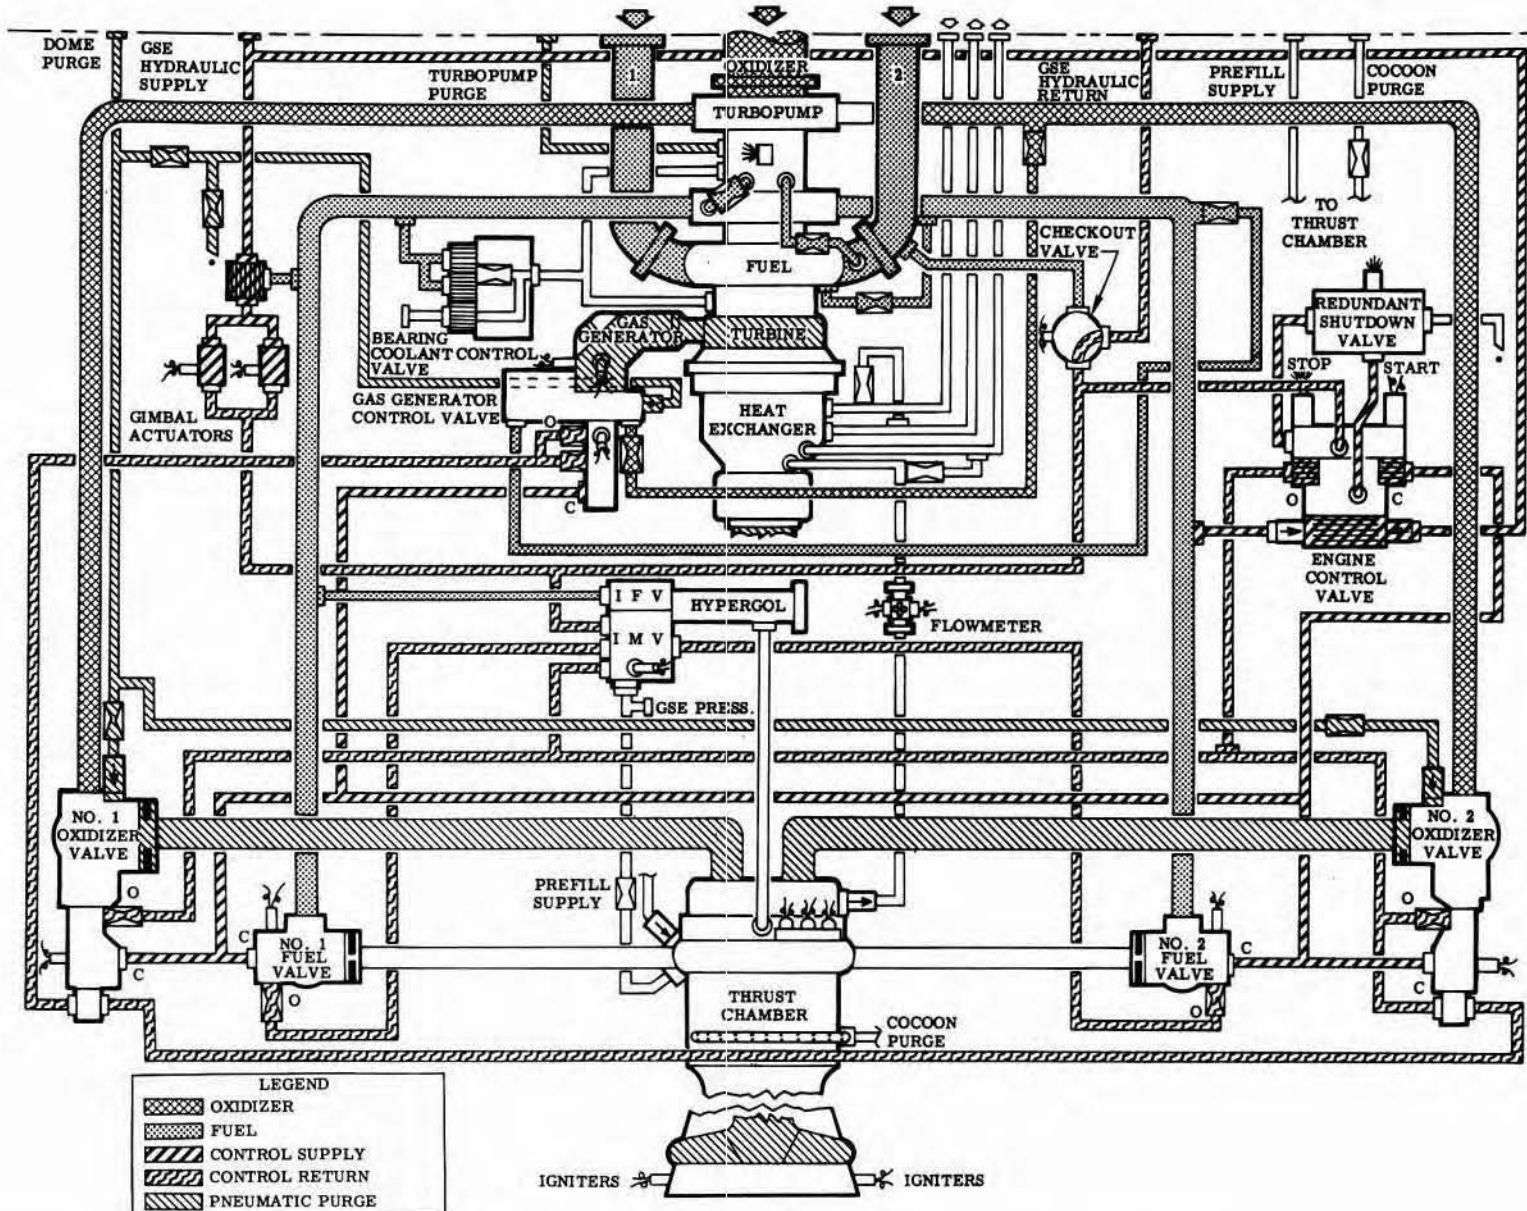 DOME
PURGE
GSE
HYDRAULIC
SUPPLY
TURBOPUMP
PURGE
1
OXIDIZER
2
GSE
HYDRAULIC
RETURN
PREFILL
SUPPLY
COCOON
PURGE
TURBOPUMP
TO
THRUST
CHAMBER
CHECKOUT
VALVE
FUEL
REDUNDANT
SHUTDOWN
VALVE
GAS
GENERATOR
TURBINE
BEARING
COOLANT CONTROL
VALVE
STOP
START
GAS GENERATOR
CONTROL VALVE
GIMBAL
ACTUATORS
HEAT
EXCHANGER
O
C
O
C
ENGINE
CONTROL
VALVE
I F V
HYPERGOL
I M V
FLOWMETER
GSE PRESS.
NO. 1
OXIDIZER
VALVE
NO. 2
OXIDIZER
VALVE
O
O
PREFILL
SUPPLY
C
NO. 1
FUEL
VALVE
NO. 2
FUEL
VALVE
C
C
C
O
O
THRUST
CHAMBER
COCOON
PURGE
LEGEND
OXIDIZER
FUEL
CONTROL SUPPLY
CONTROL RETURN
PNEUMATIC PURGE
IGNITERS
IGNITERS